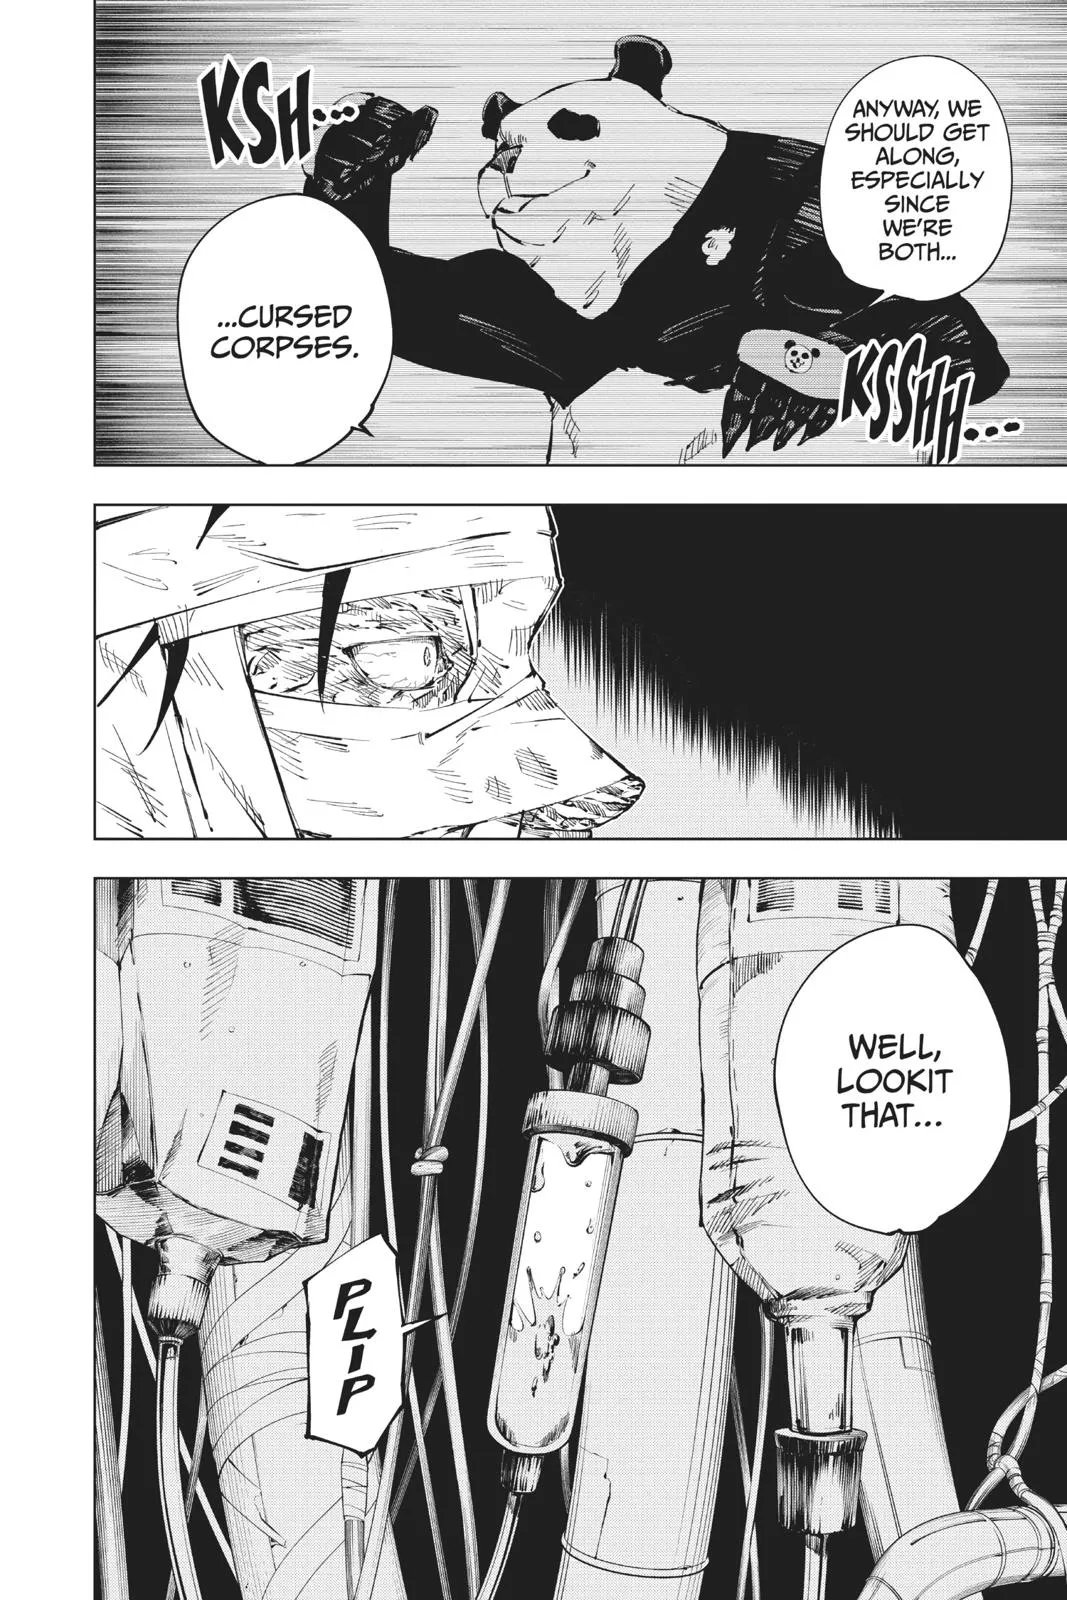 ANYWAY, WE
SHOULD GET
ALONG,
ESPECIALLY
SINCE
WE'RE
BOTH...
KSH...
KSSHH...
...CURSED
CORPSES.
WELL,
LOOKIT
THAT...
PLIP